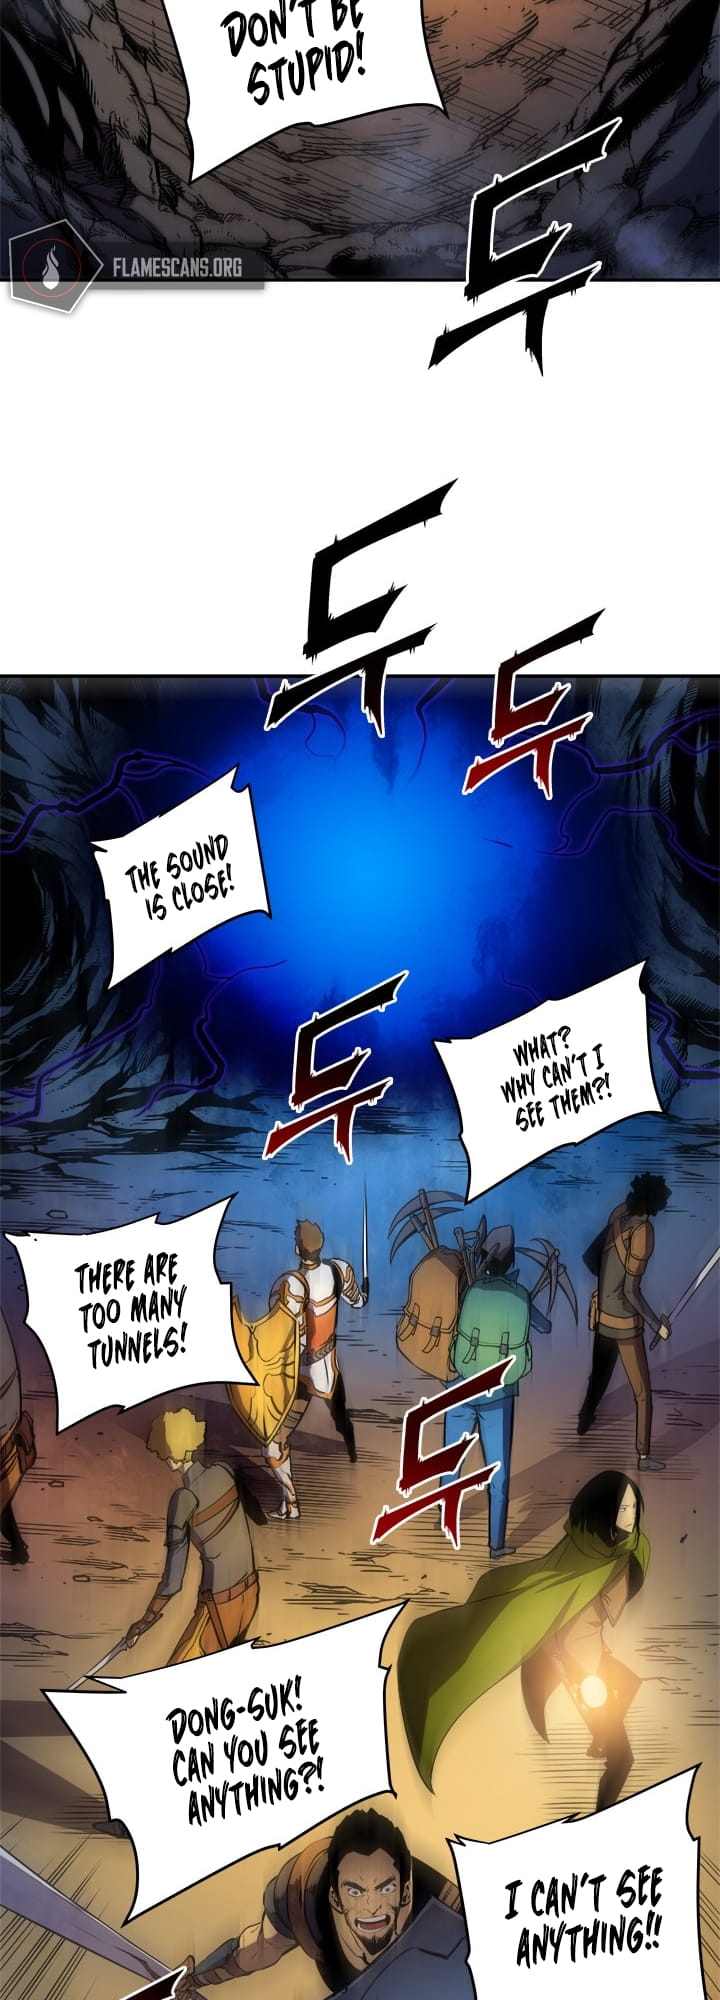 DON'T BE
STUPID!
FLAMESCANS.ORG
두
두
두
THE SOUND
IS CLOSE!
두
WHAT?
WHY CAN'T I
SEE THEM?!
THERE ARE
TOO MANY
TUNNELS!
두
DONG-SUK!
CAN YOU SEE
ANYTHING?!
I CAN'T SEE
ANYTHING!!